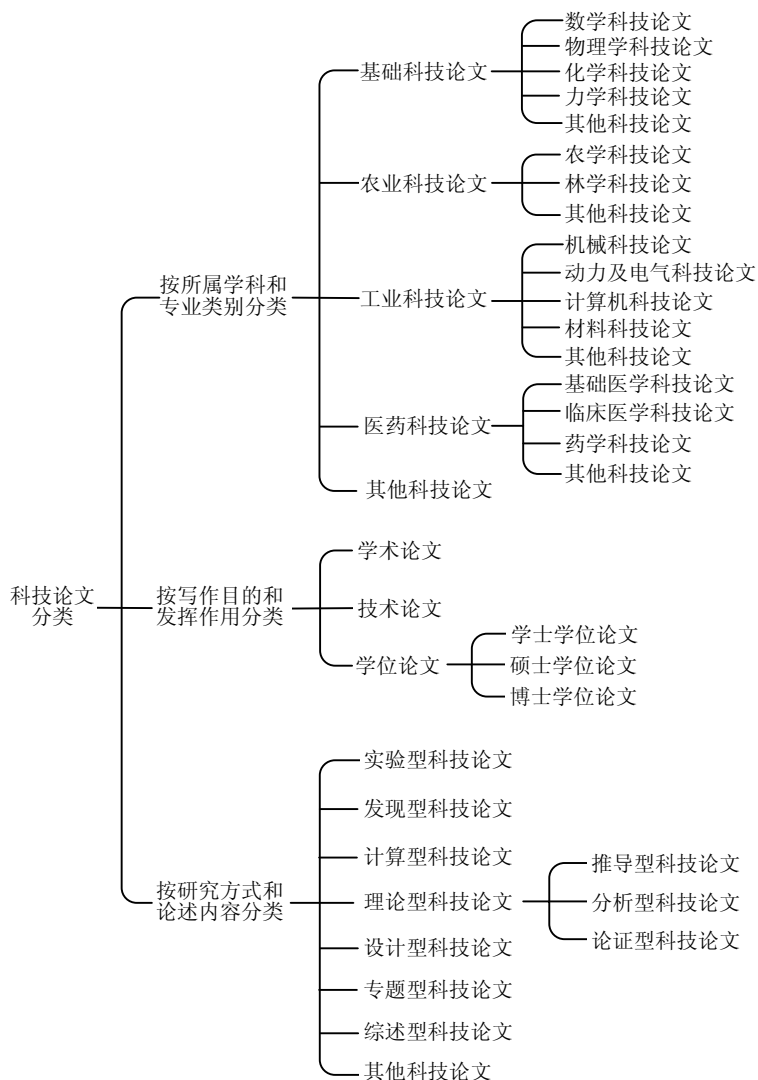 科技论文
分类
按所属学科和
专业类别分类
基础科技论文
数学科技论文
物理学科技论文
化学科技论文
力学科技论文
其他科技论文
农业科技论文
农学科技论文
林学科技论文
其他科技论文
工业科技论文
机械科技论文
动力及电气科技论文
计算机科技论文
材料科技论文
其他科技论文
医药科技论文
基础医学科技论文
临床医学科技论文
药学科技论文
其他科技论文
其他科技论文
按写作目的和
发挥作用分类
学术论文
技术论文
学位论文
学士学位论文
硕士学位论文
博士学位论文
按研究方式和
论述内容分类
实验型科技论文
发现型科技论文
计算型科技论文
理论型科技论文
推导型科技论文
分析型科技论文
论证型科技论文
设计型科技论文
专题型科技论文
综述型科技论文
其他科技论文